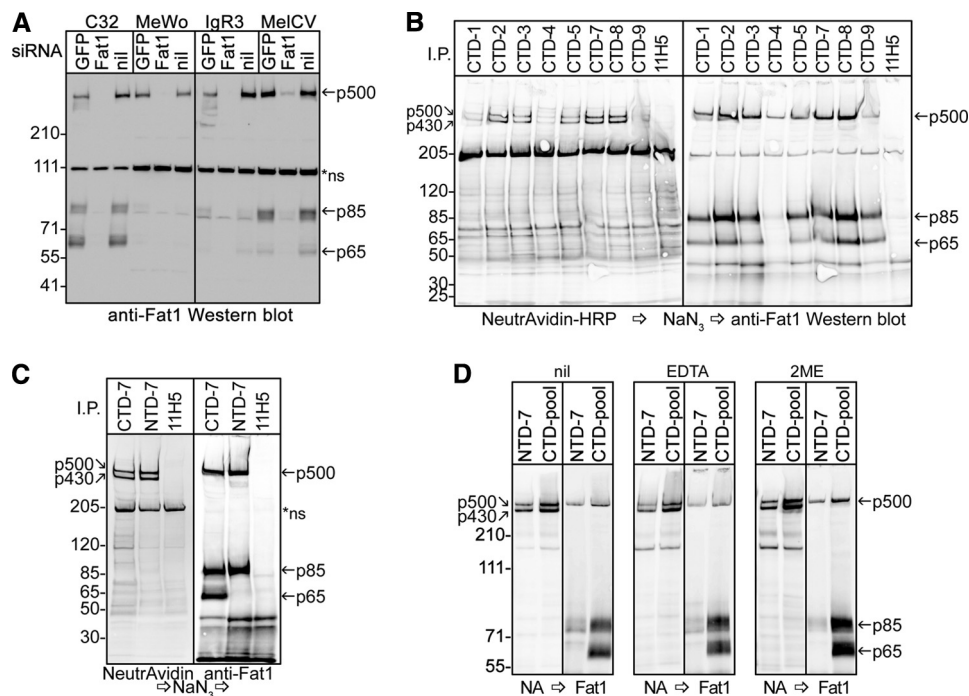 A
C32 MeWo IgR3 MelCV
siRNA GFP Fat1 nil GFP Fat1 nil GFP Fat1 nil GFP Fat1 nil
←p500
210-
111-
*ns
←p85
71-
←p65
55-
41-
anti-Fat1 Western blot
B
I.P. CTD-1 CTD-2 CTD-3 CTD-4 CTD-5 CTD-7 CTD-8 CTD-9 11H5 CTD-1 CTD-2 CTD-3 CTD-4 CTD-5 CTD-7 CTD-8 CTD-9 11H5
p500↘ ←p500
p430↗
205-
120-
85- ←p85
65- ←p65
50-
30-
25-
NeutrAvidin-HRP ⇨ NaN3 ⇨ anti-Fat1 Western blot
C
I.P. CTD-7 NTD-7 11H5 CTD-7 NTD-7 11H5
p500↘ ←p500
p430↗
205- *ns
120-
85- ←p85
65- ←p65
50-
30-
NeutrAvidin anti-Fat1
⇨NaN3⇨
D
nil EDTA 2ME
NTD-7 CTD-pool NTD-7 CTD-pool NTD-7 CTD-pool NTD-7 CTD-pool NTD-7 CTD-pool NTD-7 CTD-pool
p500↘ ←p500
p430↗
210-
111-
←p85
71-
←p65
55-
NA ⇨ Fat1 NA ⇨ Fat1 NA ⇨ Fat1